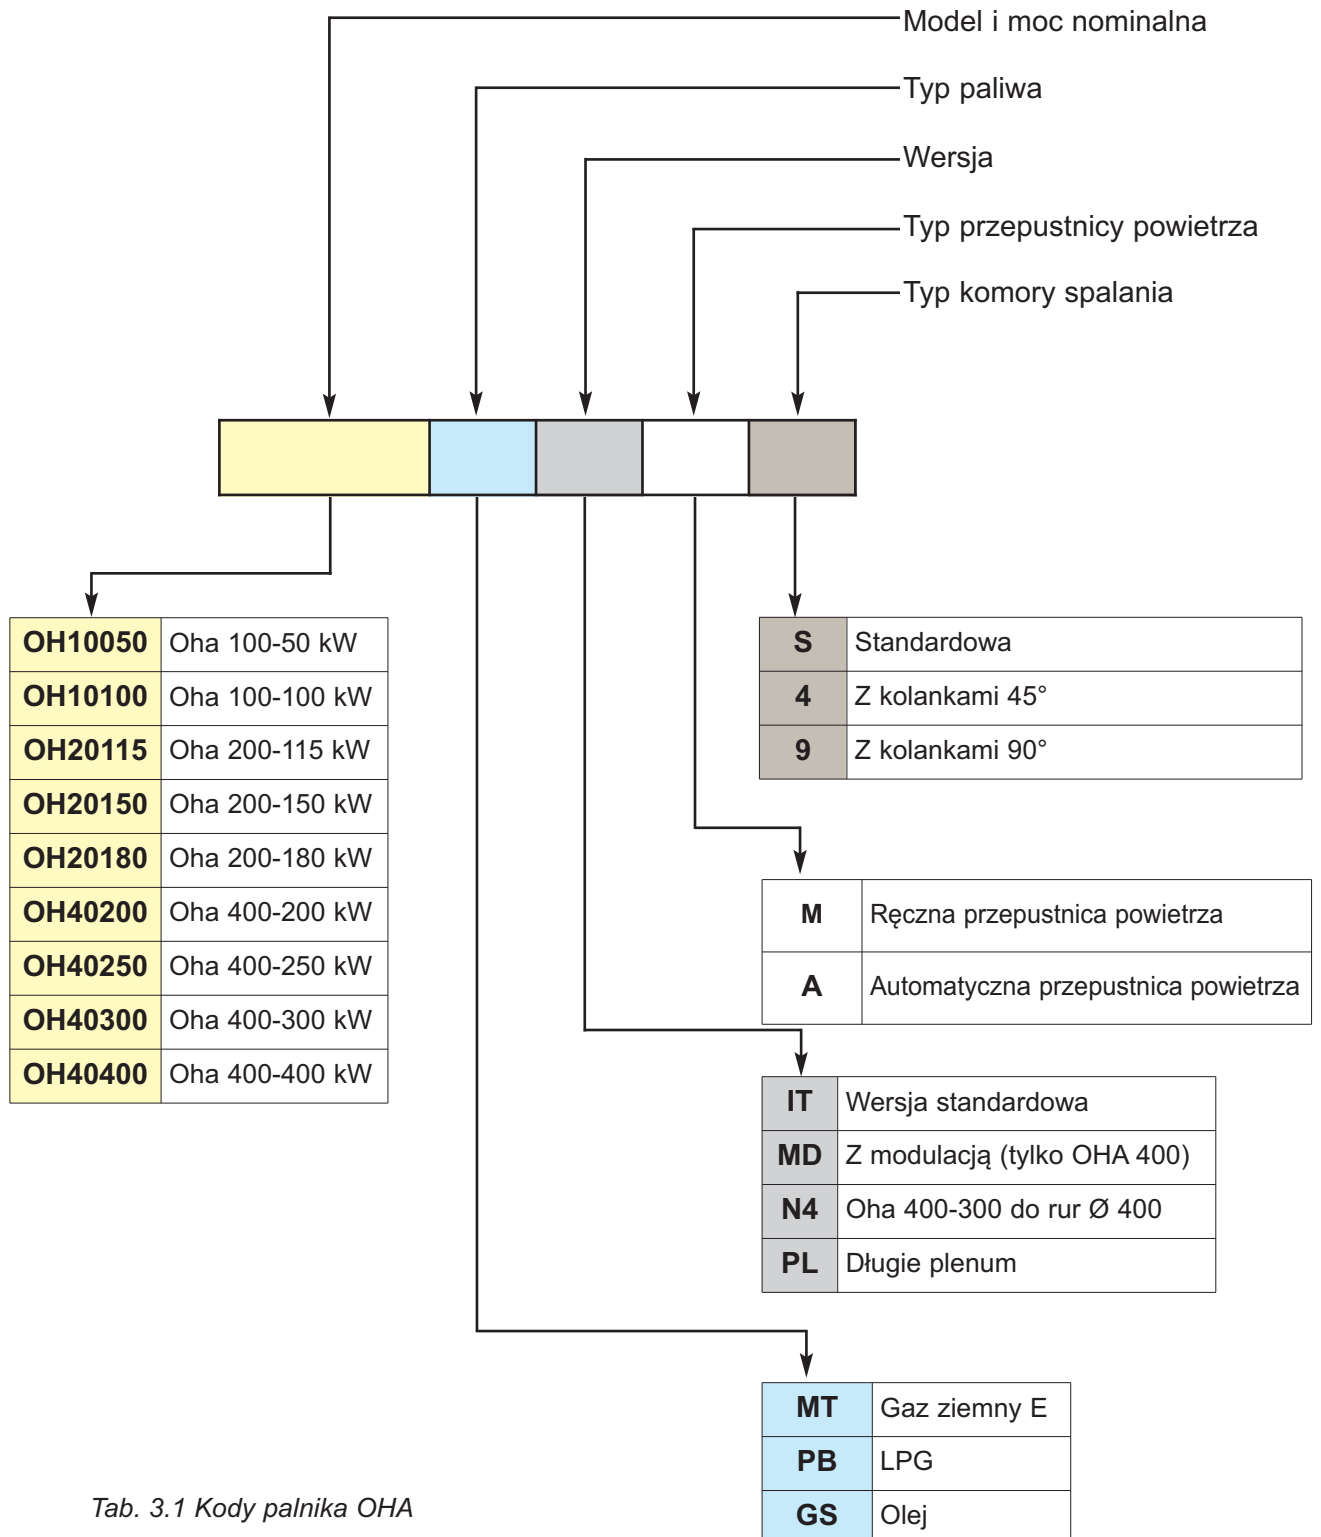 Model i moc nominalna
Typ paliwa
Wersja
Typ przepustnicy powietrza
Typ komory spalania
OH10050 Oha 100-50 kW
OH10100 Oha 100-100 kW
OH20115 Oha 200-115 kW
OH20150 Oha 200-150 kW
OH20180 Oha 200-180 kW
OH40200 Oha 400-200 kW
OH40250 Oha 400-250 kW
OH40300 Oha 400-300 kW
OH40400 Oha 400-400 kW
S Standardowa
4 Z kolankami 45°
9 Z kolankami 90°
M Ręczna przepustnica powietrza
A Automatyczna przepustnica powietrza
IT Wersja standardowa
MD Z modulacją (tylko OHA 400)
N4 Oha 400-300 do rur Ø 400
PL Długie plenum
MT Gaz ziemny E
PB LPG
GS Olej
Tab. 3.1 Kody palnika OHA